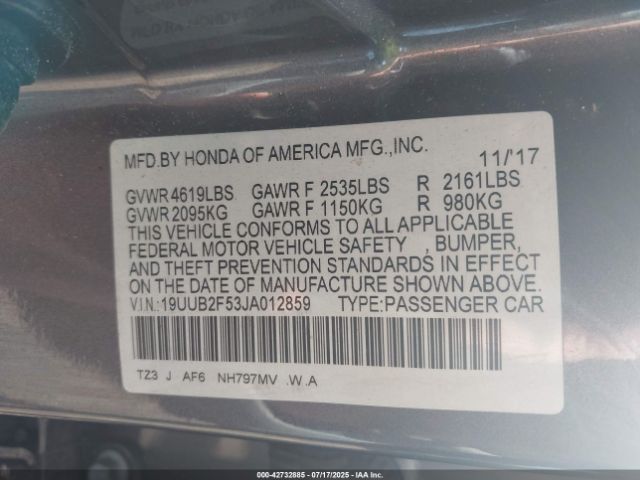 MFD.BY HONDA OF AMERICA MFG.,INC. 11/'17
GVWR 4619LBS GAWR F 2535LBS R 2161LBS
GVWR 2095KG GAWR F 1150KG R 980KG
THIS VEHICLE CONFORMS TO ALL APPLICABLE
FEDERAL MOTOR VEHICLE SAFETY , BUMPER,
AND THEFT PREVENTION STANDARDS IN EFFECT
ON THE DATE OF MANUFACTURE SHOWN ABOVE.
V.I.N.:19UUB2F53JA012859 TYPE:PASSENGER CAR
TZ3 J AF6 NH797MV .W.A
000-42732885 - 07/17/2025 - IAA Inc.